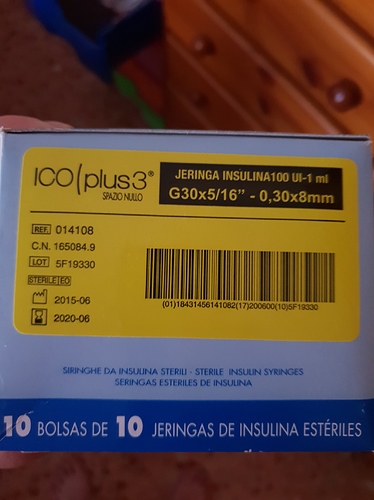 ICO(plus3®
SPAZIO NULLO
JERINGA INSULINA100 UI-1 ml
G30x5/16” - 0,30x8mm
REF. 014108
C.N. 165084.9
LOT 5F19330
STERILE EO
2015-06
2020-06
(01)18431456141082(17)200600(10)5F19330
SIRINGHE DA INSULINA STERILI - STERILE INSULIN SYRINGES
SERINGAS ESTERILES DE INSULINA
10 BOLSAS DE 10 JERINGAS DE INSULINA ESTÉRILES